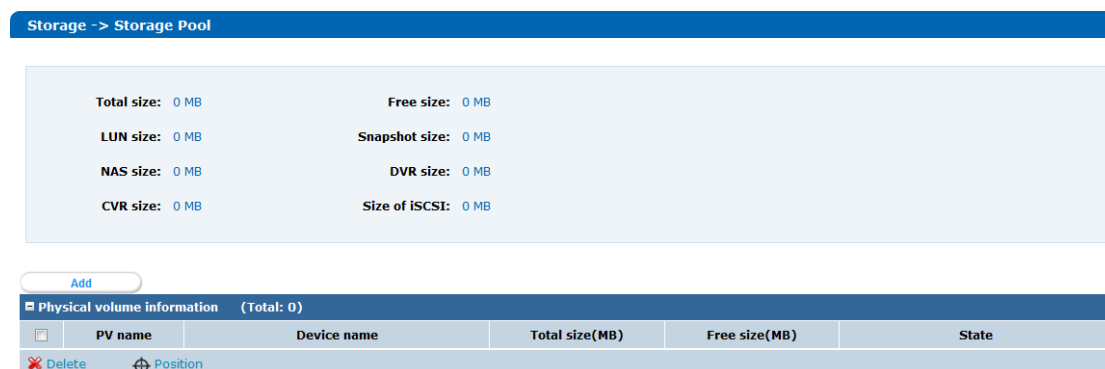 Storage -> Storage Pool
Total size: 0 MB Free size: 0 MB
LUN size: 0 MB Snapshot size: 0 MB
NAS size: 0 MB DVR size: 0 MB
CVR size: 0 MB Size of iSCSI: 0 MB
Add
Physical volume information (Total: 0)
PV name Device name Total size(MB) Free size(MB) State
Delete Position